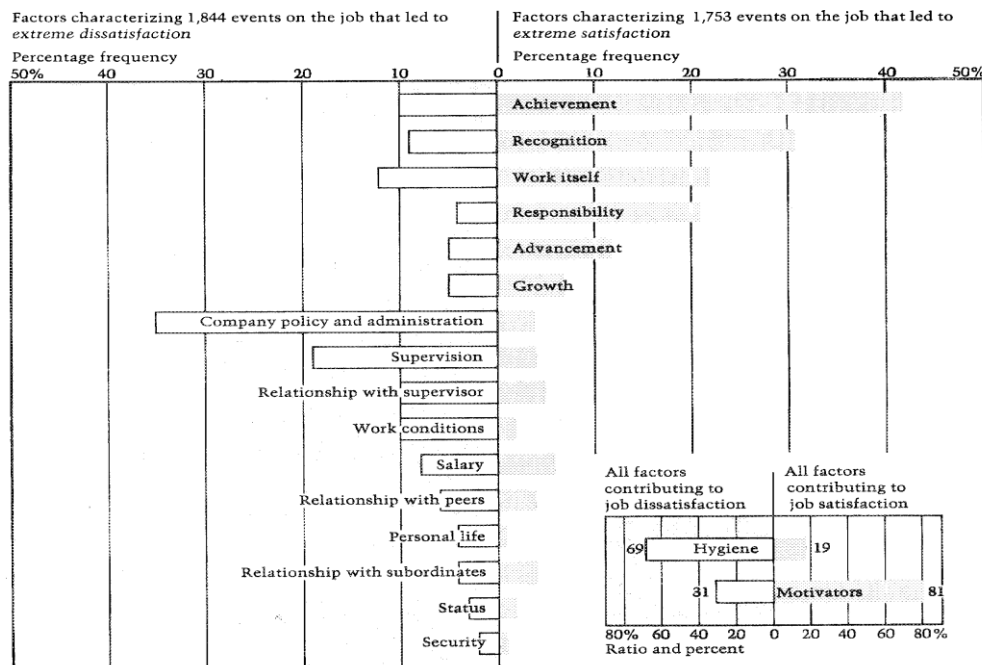 Factors characterizing 1,844 events on the job that led to
extreme dissatisfaction
Factors characterizing 1,753 events on the job that led to
extreme satisfaction
Percentage frequency
Percentage frequency
50% 40 30 20 10 0 10 20 30 40 50%
Achievement
Recognition
Work itself
Responsibility
Advancement
Growth
Company policy and administration
Supervision
Relationship with supervisor
Work conditions
Salary
Relationship with peers
Personal life
Relationship with subordinates
Status
Security
All factors
contributing to
job dissatisfaction
All factors
contributing to
job satisfaction
69 Hygiene 19
31 Motivators 81
80% 60 40 20 0 20 40 60 80%
Ratio and percent